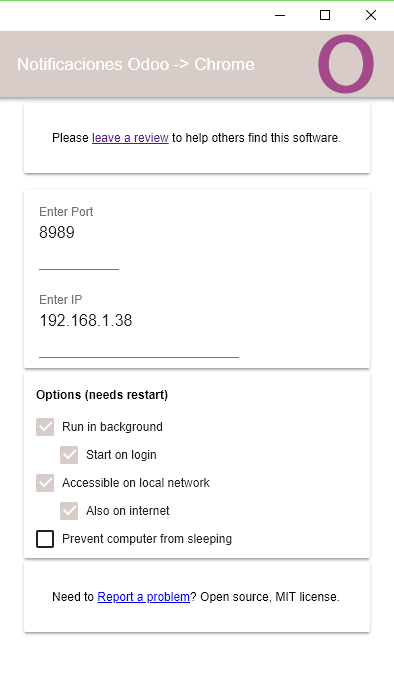 Notificaciones Odoo -> Chrome
O
Please leave a review to help others find this software.
Enter Port
8989
Enter IP
192.168.1.38
Options (needs restart)
Run in background
Start on login
Accessible on local network
Also on internet
Prevent computer from sleeping
Need to Report a problem? Open source, MIT license.